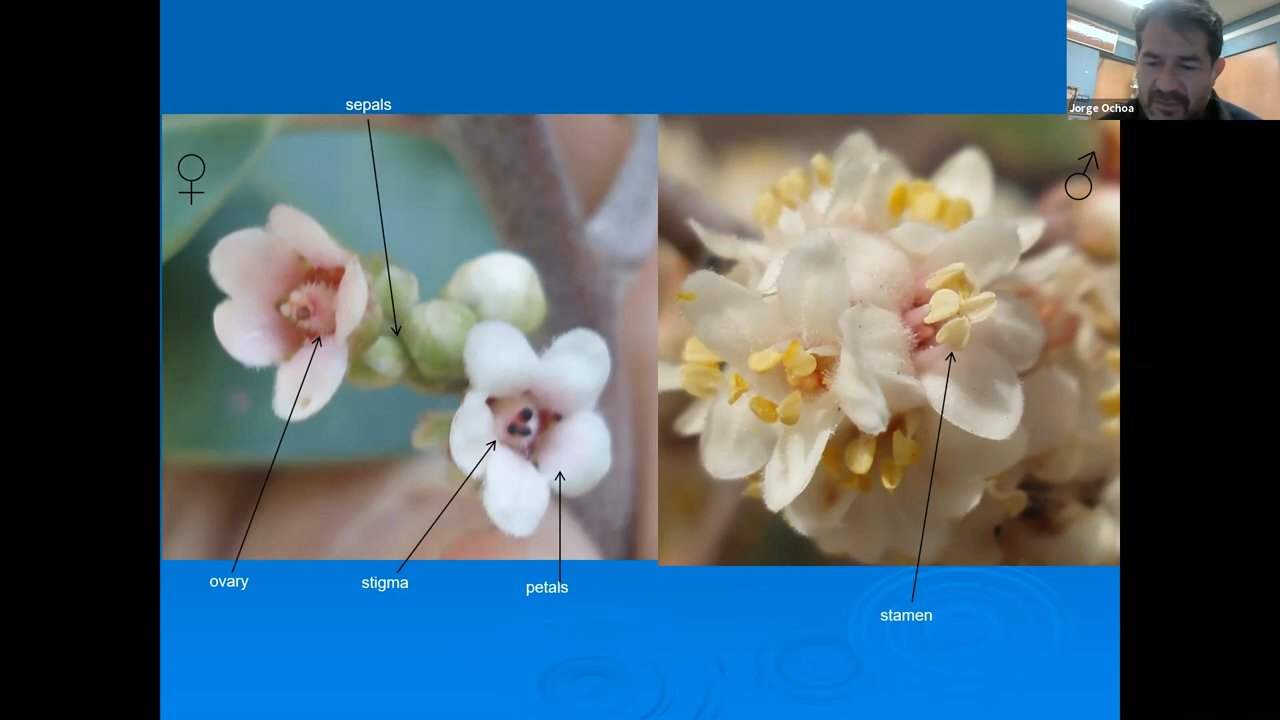 Jorge Ochoa
sepals
ovary
stigma
petals
stamen